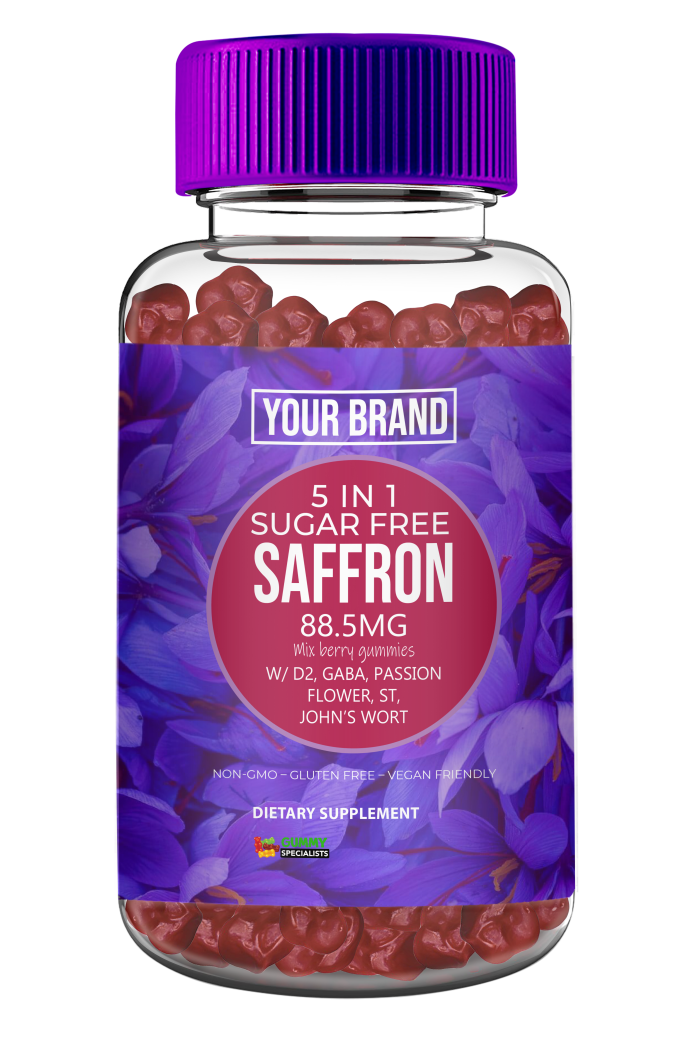 YOUR BRAND
5 IN 1
SUGAR FREE
SAFFRON
88.5MG
Mix berry gummies
W/ D2, GABA, PASSION
FLOWER, ST,
JOHN'S WORT
NON-GMO – GLUTEN FREE – VEGAN FRIENDLY
DIETARY SUPPLEMENT
GUMMY
SPECIALISTS